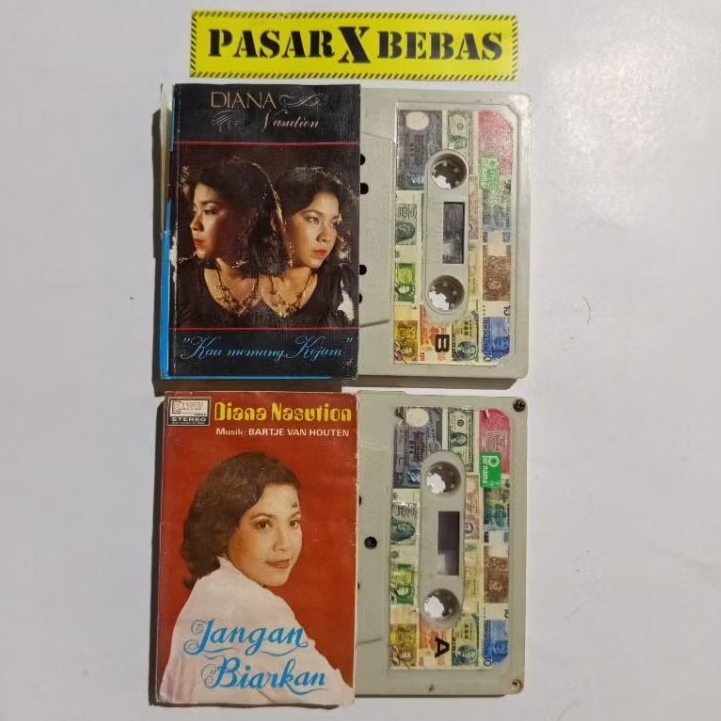 PASAR X BEBAS
DIANA
Nasution
"Kau memang Kejam"
B
STEREO
Diana Nasution
Musik: BARTJE VAN HOUTEN
Jangan
Biarkan
A